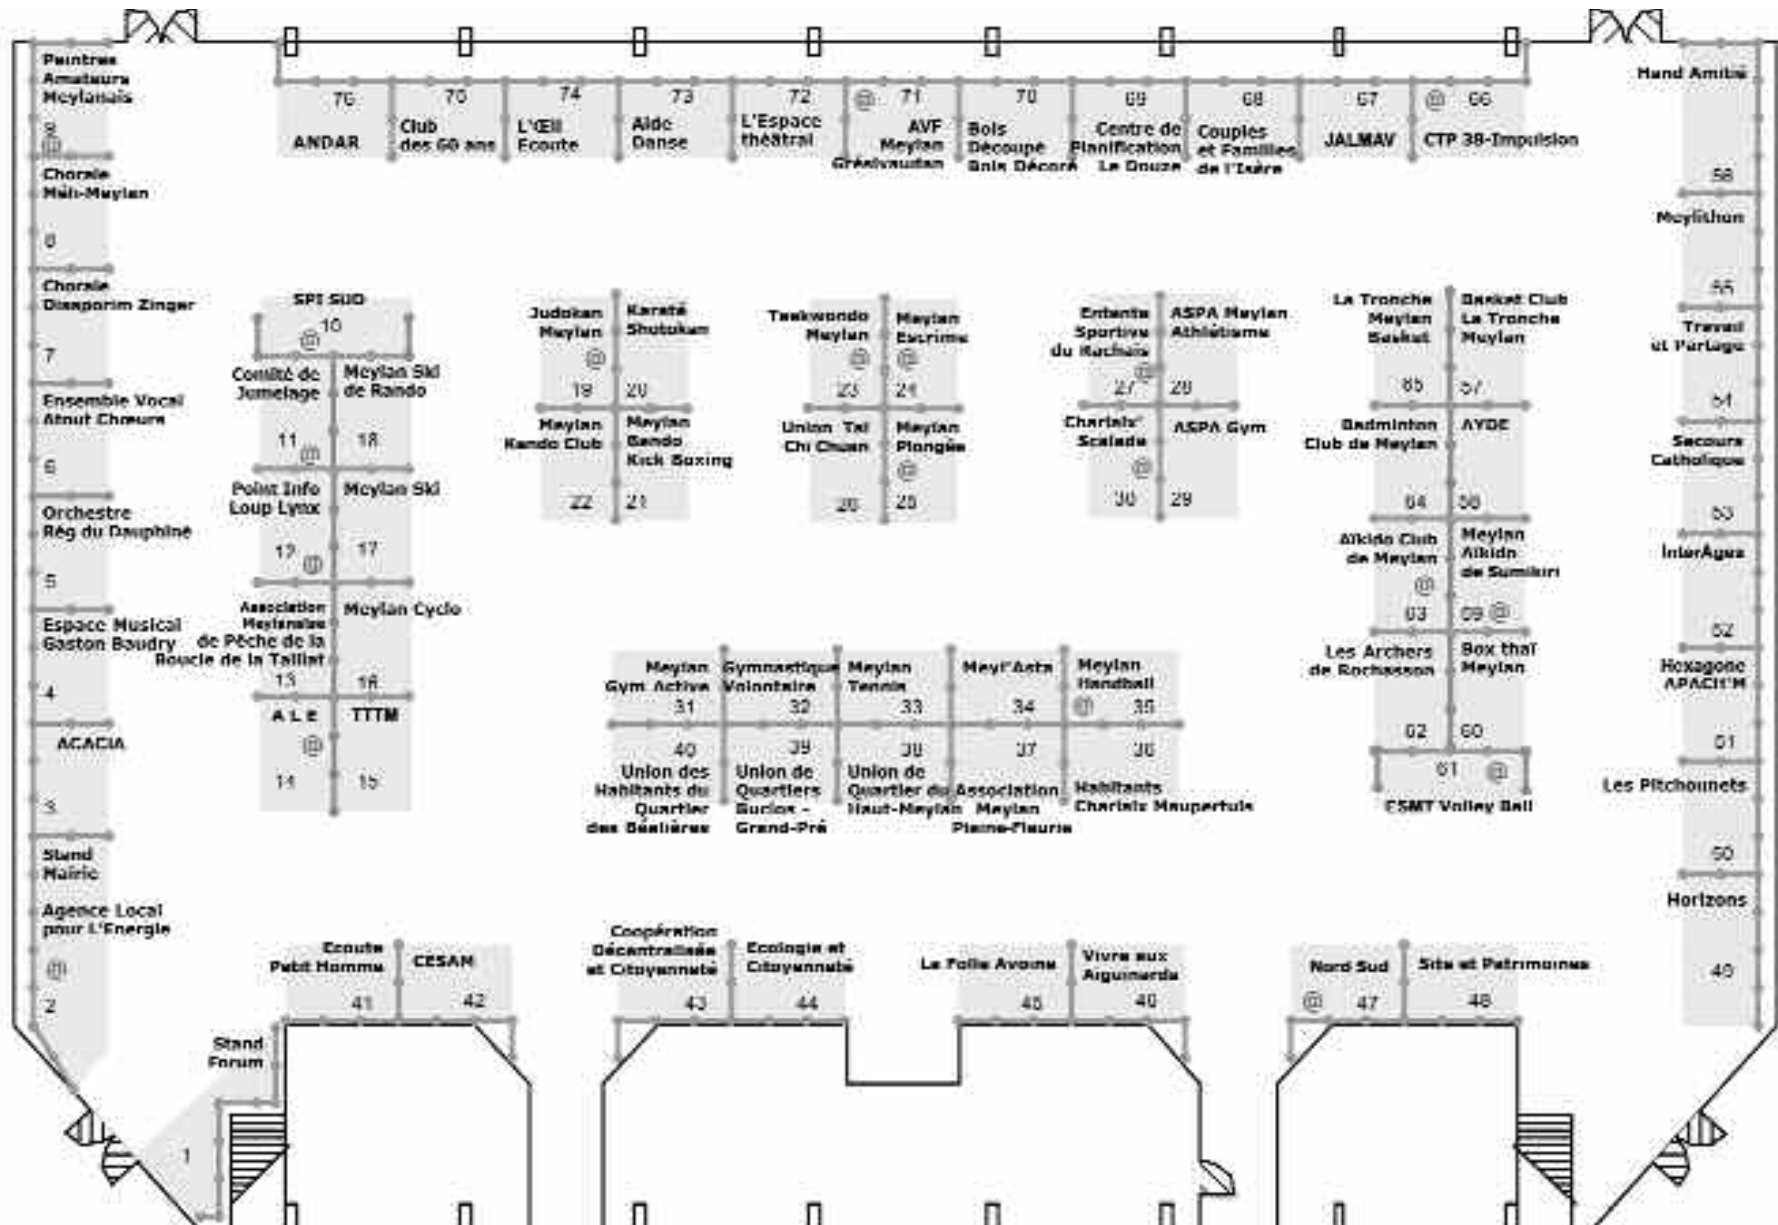 Peintres
Amateurs
Meylanais
@
Chorale
Méli-Meylan
8
Chorale
Diasporim Zinger
7
Ensemble Vocal
Atout Chœurs
6
Orchestre
Rég du Dauphiné
5
Espace Musical
Gaston Baudry
4
ACACIA
3
Stand
Mairie
Agence Local
pour L'Energie
@
2
Stand
Forum
1
76
ANDAR
Club
des 60 ans
74
L'Œil
Ecoute
73
Aide
Danse
72
L'Espace
théâtral
@ 71
AVF
Meylan
Grésivaudan
70
Bois
Découpé
Bois Décoré
69
Centre de
Planification
Le Douze
68
Couples
et Familles
de l'Isère
67
JALMAV
@ 66
CTP 38-Impulsion
Hand Amitié
56
Meylithon
55
Travail
et Partage
54
Secours
Catholique
53
InterÂges
52
Hexagone
APACH'M
51
Les Pitchounets
50
Horizons
49
SPI SUD
@ 10
Comité de
Jumelage
11 @
Meylan Ski
de Rando
18
Point Info
Loup Lynx
12 @
Meylan Ski
17
Association
Meylanaise
de Pêche de la
Boucle de la Taillat
13
Meylan Cyclo
16
A L E
@
14
TTTM
15
Judokan
Meylan
@
19
Karaté
Shotokan
20
Meylan
Kendo Club
22
Meylan
Bando
Kick Boxing
21
Taekwondo
Meylan
@
23
Meylan
Escrime
@
24
Union Tai
Chi Chuan
26
Meylan
Plongée
@
25
Entente
Sportive
du Rachais
@
27
ASPA Meylan
Athlétisme
28
Charlaix'
Scalade
@
30
ASPA Gym
29
La Tronche
Meylan
Basket
65
Basket Club
La Tronche
Meylan
57
Badminton
Club de Meylan
64
AYDE
58
Aïkido Club
de Meylan
@
63
Meylan
Aïkido
de Sumikiri
59 @
Les Archers
de Rochasson
62
Box thaï
Meylan
60
61 @
ESMT Volley Ball
Meylan
Gym Active
31
Gymnastique
Volontaire
32
Meylan
Tennis
33
Meyl'Asta
34
Meylan
Handball
@ 35
40
Union des
Habitants du
Quartier
des Béalières
39
Union de
Quartiers
Buclos -
Grand-Pré
38
Union de
Quartier du
Haut-Meylan
37
Association
Meylan
Plaine-Fleurie
36
Habitants
Charlaix Maupertuis
Ecoute
Petit Homme
41
CESAM
42
Coopération
Décentralisée
et Citoyenneté
43
Ecologie et
Citoyenneté
44
La Folle Avoine
45
Vivre aux
Aiguinards
46
Nord Sud
@ 47
Site et Patrimoines
48